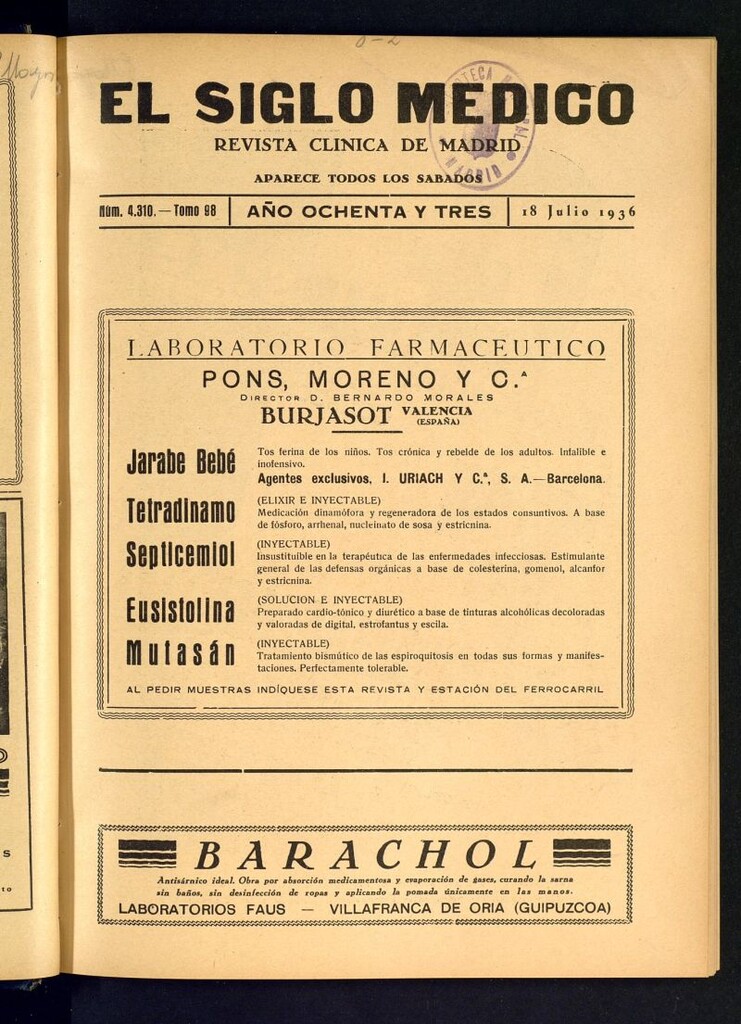 EL SIGLO MEDICO
REVISTA CLINICA DE MADRID
APARECE TODOS LOS SABADOS
Núm. 4.310.—Tomo 98
AÑO OCHENTA Y TRES
18 Julio 1936
LABORATORIO FARMACEUTICO
PONS, MORENO Y C.ª
DIRECTOR D. BERNARDO MORALES
BURJASOT VALENCIA
(ESPAÑA)
Jarabe Bebé
Tos ferina de los niños. Tos crónica y rebelde de los adultos. Infalible e
inofensivo.
Agentes exclusivos, I. URIACH Y C.ª, S. A.—Barcelona.
Tetradinamo
(ELIXIR E INYECTABLE)
Medicación dinamófora y regeneradora de los estados consuntivos. A base
de fósforo, arrhenal, nucleinato de sosa y estricnina.
Septicemiol
(INYECTABLE)
Insustituible en la terapéutica de las enfermedades infecciosas. Estimulante
general de las defensas orgánicas a base de colesterina, gomenol, alcanfor
y estricnina.
Eusistolina
(SOLUCION E INYECTABLE)
Preparado cardio-tónico y diurético a base de tinturas alcohólicas decoloradas
y valoradas de digital, estrofantus y escila.
Mutasán
(INYECTABLE)
Tratamiento bismútico de las espiroquitosis en todas sus formas y manifes-
taciones. Perfectamente tolerable.
AL PEDIR MUESTRAS INDÍQUESE ESTA REVISTA Y ESTACIÓN DEL FERROCARRIL
BARACHOL
Antisárnico ideal. Obra por absorción medicamentosa y evaporación de gases, curando la sarna
sin baños, sin desinfección de ropas y aplicando la pomada únicamente en las manos.
LABORATORIOS FAUS — VILLAFRANCA DE ORIA (GUIPUZCOA)